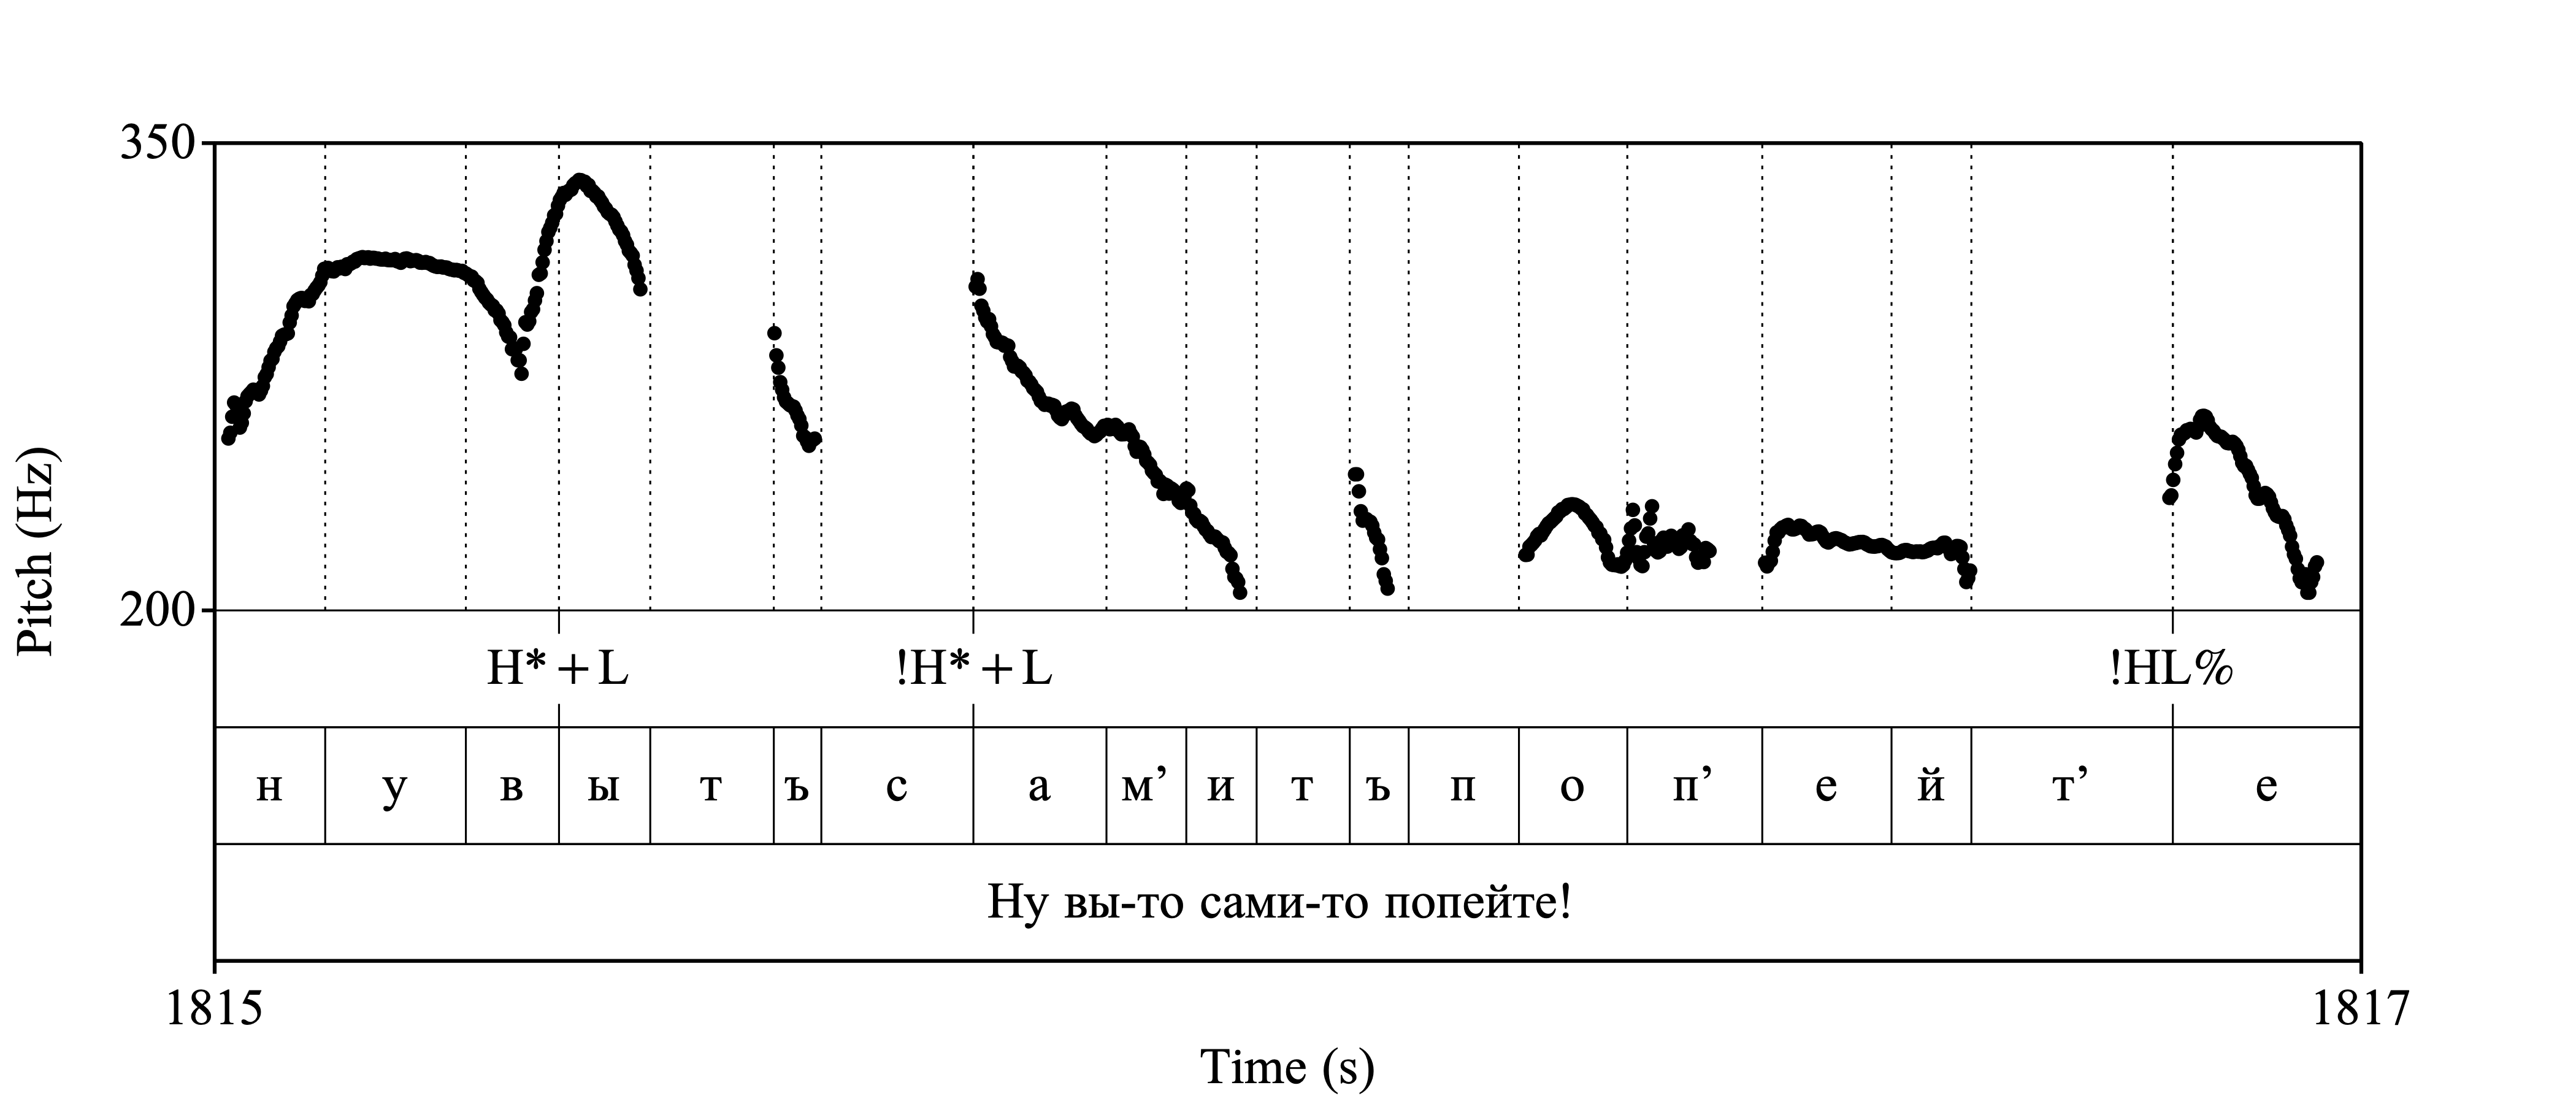 350
Pitch (Hz)
200
H* + L !H* + L !HL%
н у в ы т ъ с а м’ и т ъ п о п’ е й т’ е
Ну вы-то сами-то попейте!
1815 1817
Time (s)